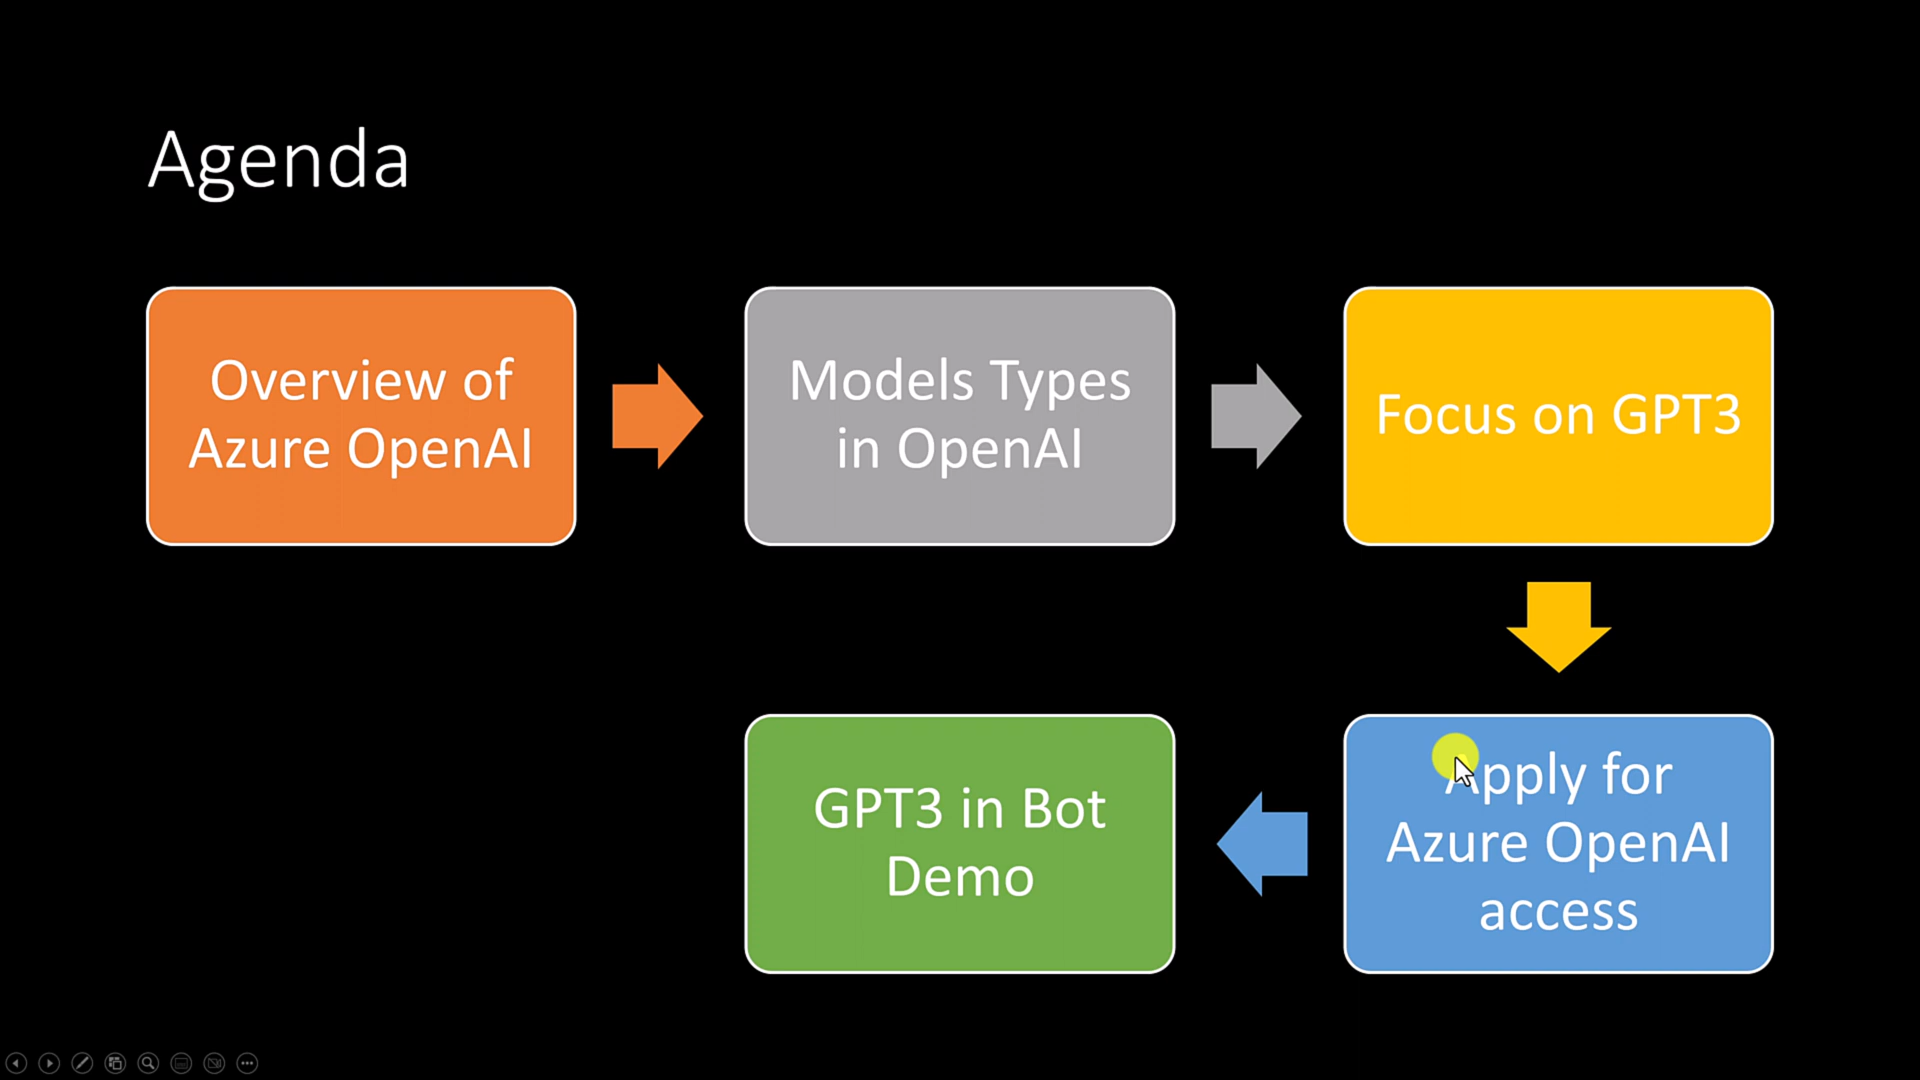 Agenda
Overview of
Azure OpenAI
Models Types
in OpenAI
Focus on GPT3
Apply for
Azure OpenAI
access
GPT3 in Bot
Demo